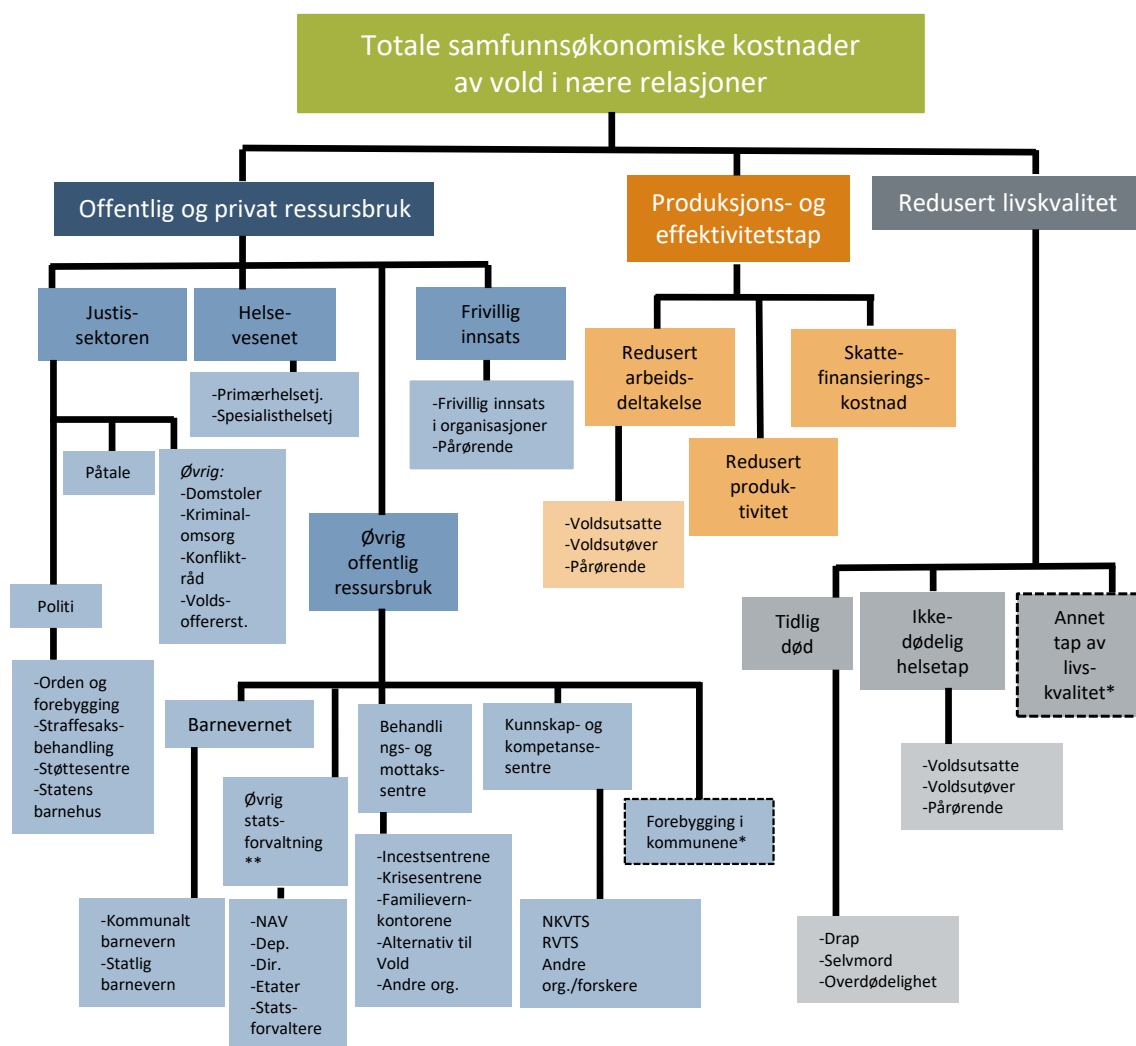 Totale samfunnsøkonomiske kostnader
av vold i nære relasjoner
Offentlig og privat ressursbruk
Produksjons- og
effektivitetstap
Redusert livskvalitet
Justis-
sektoren
Helse-
vesenet
Frivillig
innsats
Redusert
arbeids-
deltakelse
Skatte-
finansierings-
kostnad
-Primærhelsetj.
-Spesialisthelsetj
-Frivillig innsats
i organisasjoner
-Pårørende
Påtale
Øvrig:
-Domstoler
-Kriminal-
omsorg
-Konflikt-
råd
-Volds-
offererst.
Redusert
produk-
tivitet
-Voldsutsatte
-Voldsutøver
-Pårørende
Øvrig
offentlig
ressursbruk
Politi
-Orden og
forebygging
-Straffesaks-
behandling
-Støttesentre
-Statens
barnehus
Tidlig
død
Ikke-
dødelig
helsetap
Annet
tap av
livs-
kvalitet*
Barnevernet
Øvrig
stats-
forvaltning
**
Behandli
ngs- og
mottaks-
sentre
Kunnskap- og
kompetanse-
sentre
Forebygging i
kommunene*
-Voldsutsatte
-Voldsutøver
-Pårørende
-Kommunalt
barnevern
-Statlig
barnevern
-NAV
-Dep.
-Dir.
-Etater
-Stats-
forvaltere
-Incestsentrene
-Krisesentrene
-Familievern-
kontorene
-Alternativ til
Vold
-Andre org.
NKVTS
RVTS
Andre
org./forskere
-Drap
-Selvmord
-Overdødelighet